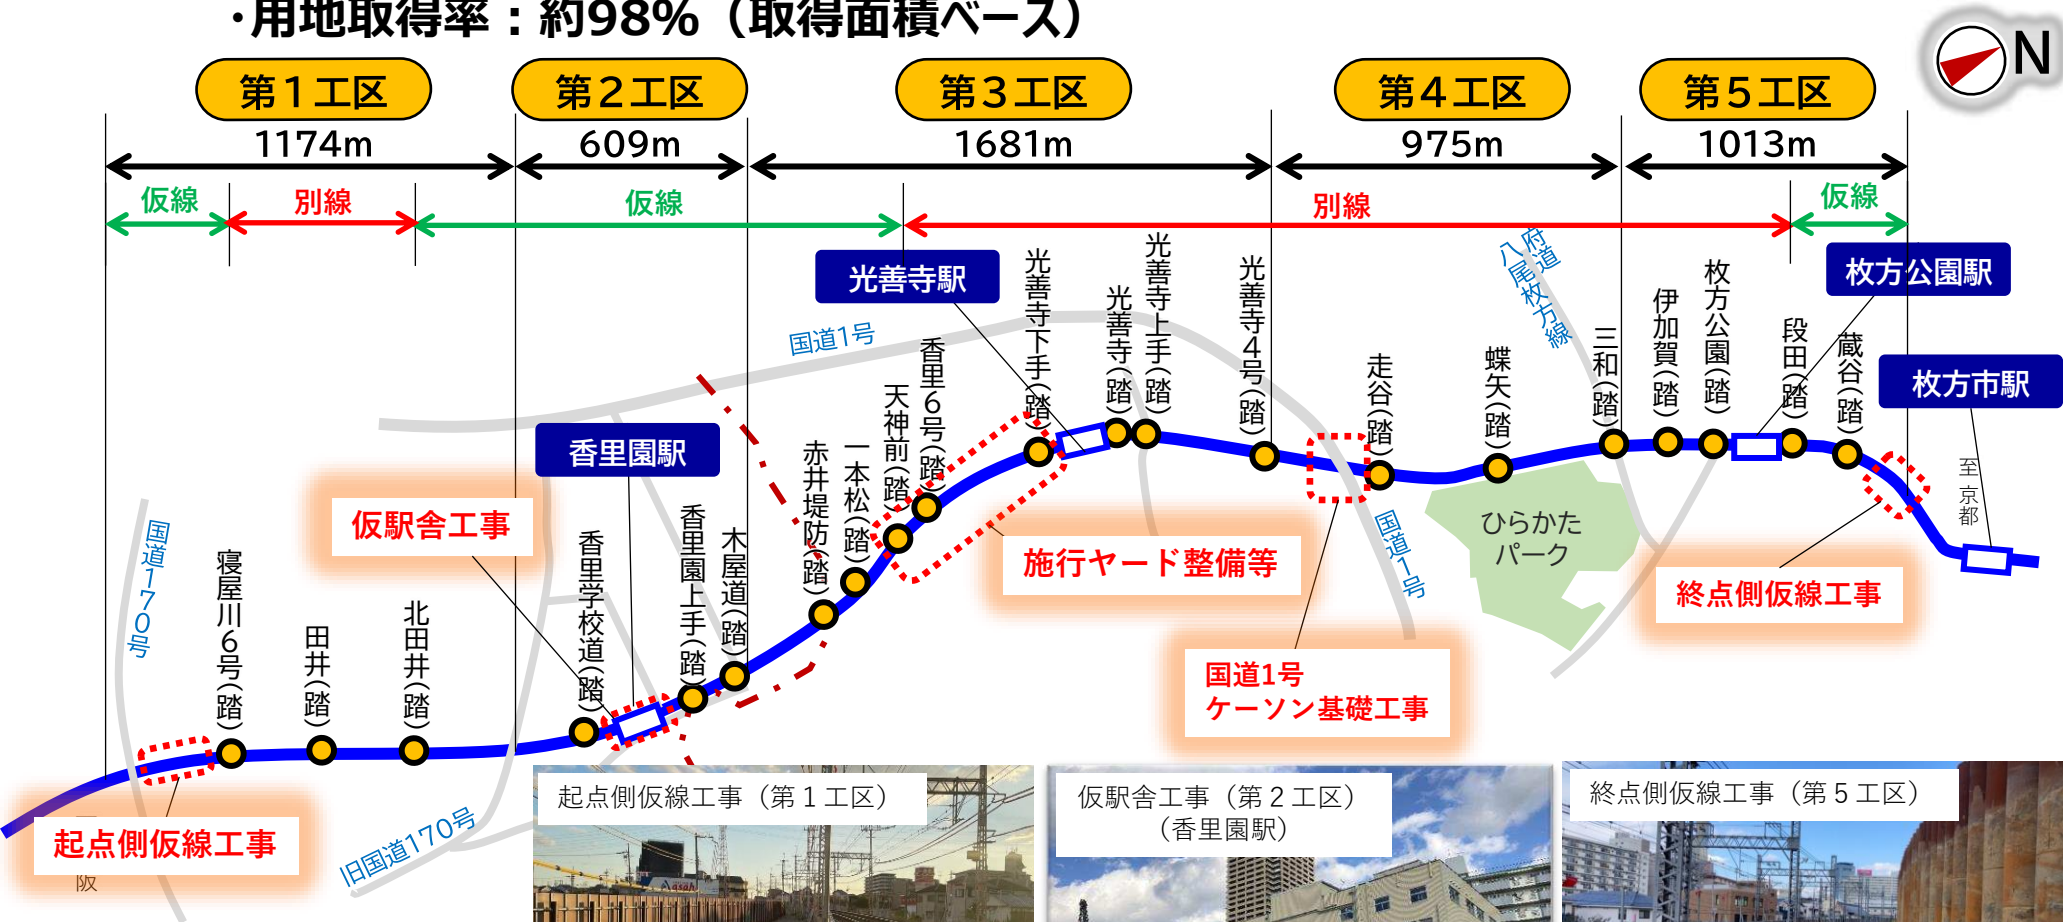 ・用地取得率：約98%（取得面積ベース）
N
第１工区
第２工区
第３工区
第４工区
第５工区
1174m
609m
1681m
975m
1013m
仮線
別線
仮線
別線
仮線
光善寺駅
枚方公園駅
枚方市駅
香里園駅
国道1号
府道
八尾枚方線
国道170号
旧国道170号
国道1号
寝屋川６号(踏)
田井(踏)
北田井(踏)
香里学校道(踏)
香里園上手(踏)
木屋道(踏)
赤井堤防(踏)
一本松(踏)
天神前(踏)
香里６号(踏)
光善寺下手(踏)
光善寺(踏)
光善寺上手(踏)
光善寺４号(踏)
走谷(踏)
蝶矢(踏)
三和(踏)
伊加賀(踏)
枚方公園(踏)
段田(踏)
蔵谷(踏)
至京都
ひらかた
パーク
仮駅舎工事
施行ヤード整備等
終点側仮線工事
国道1号
ケーソン基礎工事
起点側仮線工事
阪
起点側仮線工事（第１工区）
仮駅舎工事（第２工区）
（香里園駅）
終点側仮線工事（第５工区）
asahi